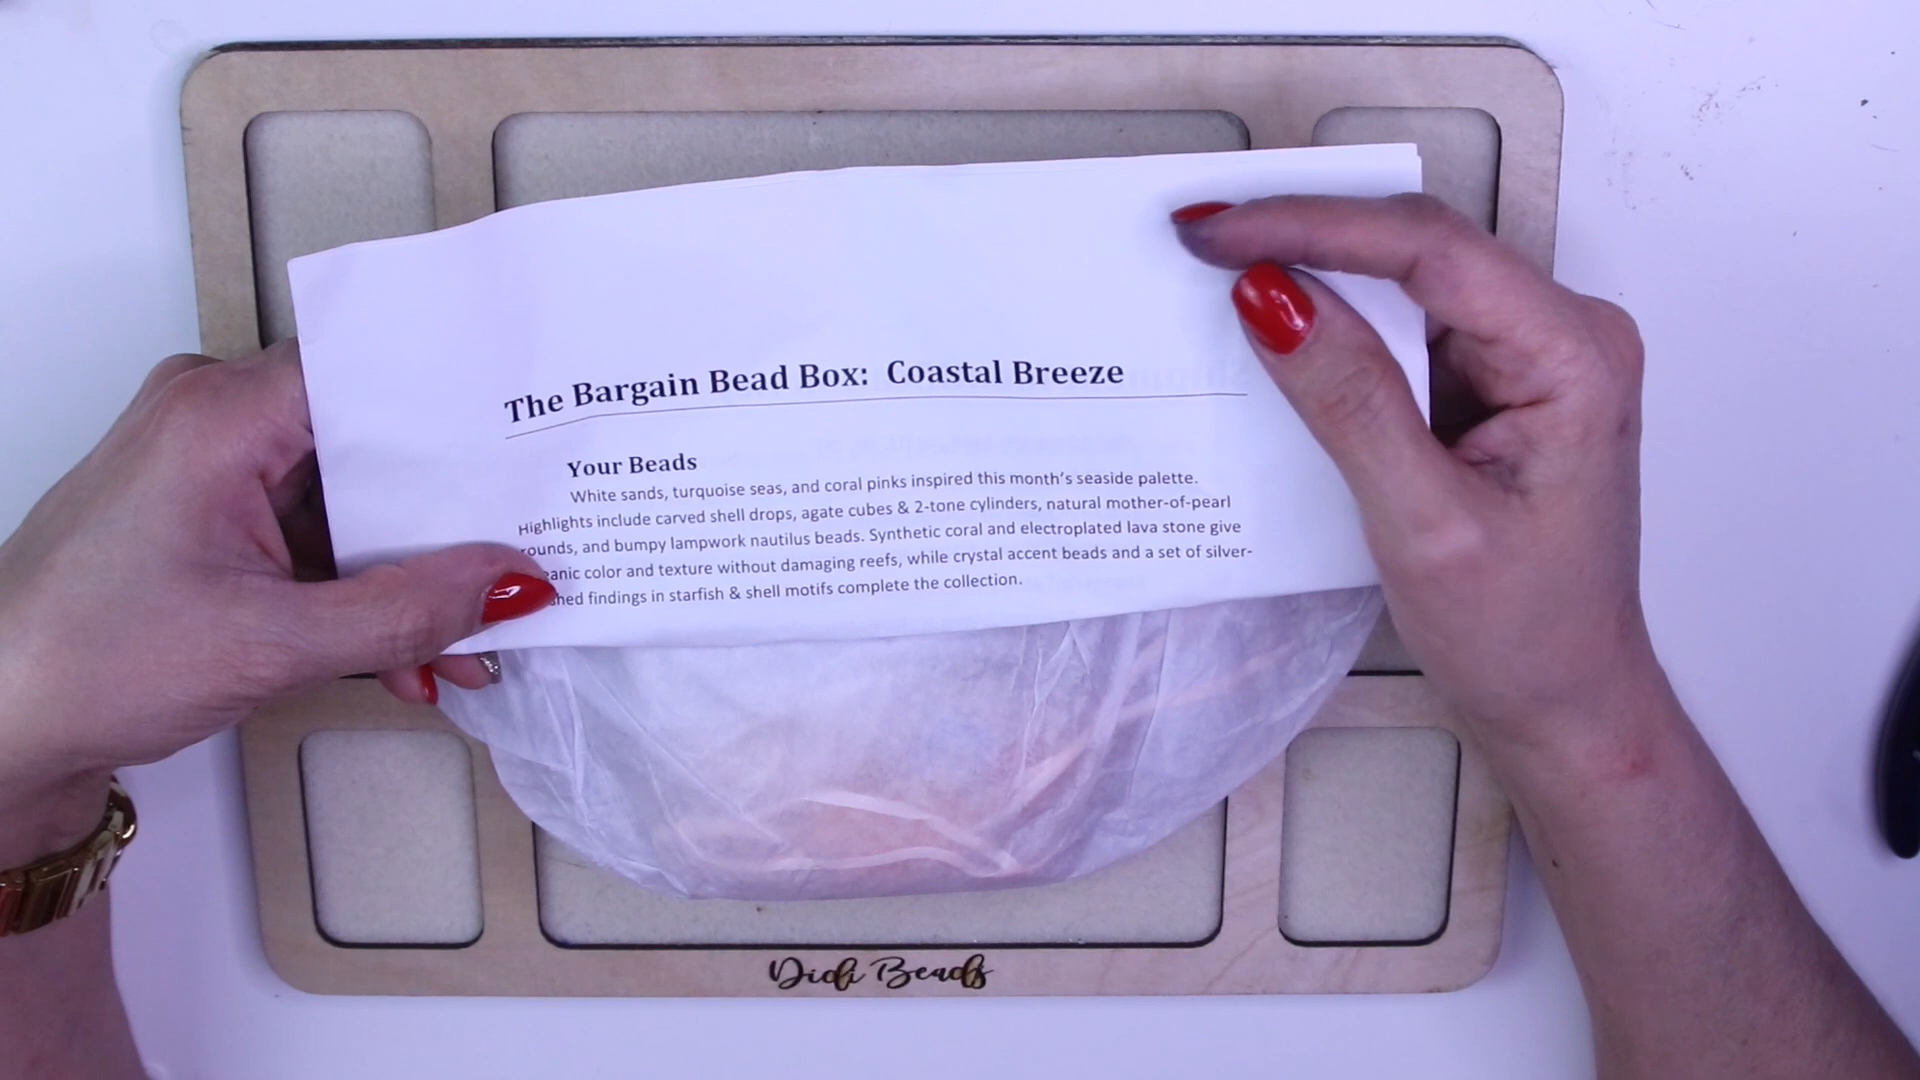 The Bargain Bead Box: Coastal Breeze
Your Beads
White sands, turquoise seas, and coral pinks inspired this month's seaside palette.
Highlights include carved shell drops, agate cubes & 2-tone cylinders, natural mother-of-pearl
ounds, and bumpy lampwork nautilus beads. Synthetic coral and electroplated lava stone give
anic color and texture without damaging reefs, while crystal accent beads and a set of silver-
hed findings in starfish & shell motifs complete the collection.
Didi Beads